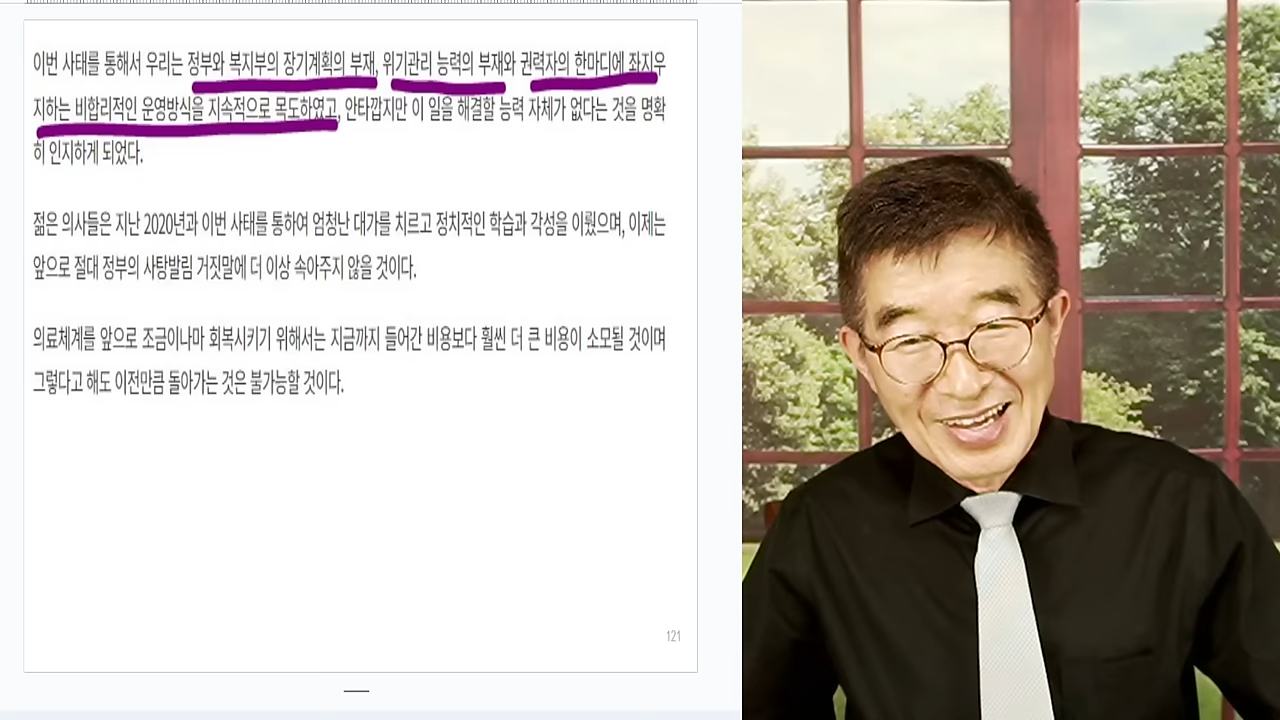 이번 사태를 통해서 우리는 정부와 복지부의 장기계획의 부재, 위기관리 능력의 부재와 권력자의 한마디에 좌지우
지하는 비합리적인 운영방식을 지속적으로 목도하였고, 안타깝지만 이 일을 해결할 능력 자체가 없다는 것을 명확
히 인지하게 되었다.
젊은 의사들은 지난 2020년과 이번 사태를 통하여 엄청난 대가를 치르고 정치적인 학습과 각성을 이뤘으며, 이제는
앞으로 절대 정부의 사탕발림 거짓말에 더 이상 속아주지 않을 것이다.
의료체계를 앞으로 조금이나마 회복시키기 위해서는 지금까지 들어간 비용보다 훨씬 더 큰 비용이 소모될 것이며
그렇다고 해도 이전만큼 돌아가는 것은 불가능할 것이다.
121